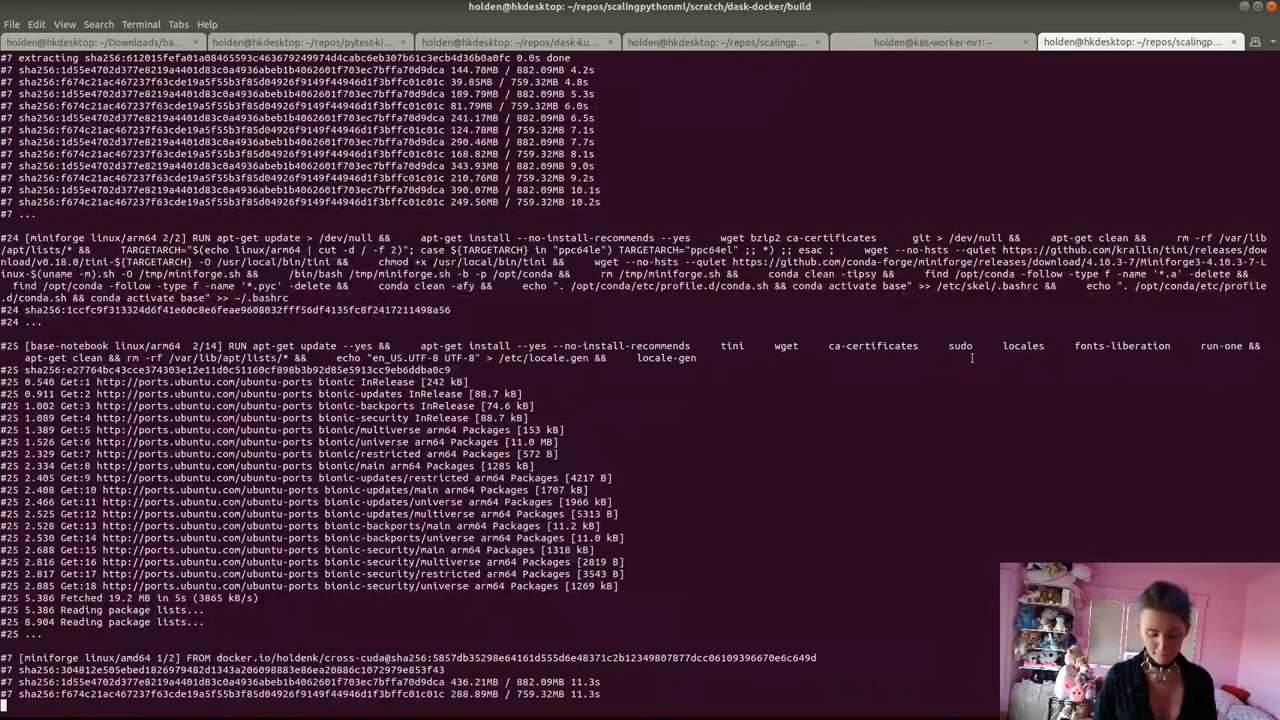 holden@hkdesktop: ~/repos/scalingpythonml/scratch/dask-docker/build
File Edit View Search Terminal Tabs Help
holden@hkdesktop: ~/Downloads/ba... × holden@hkdesktop: ~/repos/pytest-ki... × holden@hkdesktop: ~/repos/dask-ku... × holden@hkdesktop: ~/repos/scalingp... × holden@k8s-worker-nv1: ~ × holden@hkdesktop: ~/repos/scalingp... ×
#7 extracting sha256:612015fefa01a08465593c463679249974d4cabc6eb307b61c3ecb4d36b0a0fc 0.0s done
#7 sha256:1d55e4702d377e8219a4401d83c0a4936abeb1b4062601f703ec7bffa70d9dca 144.70MB / 882.09MB 4.2s
#7 sha256:f674c21ac467237f63cdde19a5f55b3f85d04926f9149f44946d1f3bffc01c01c 39.85MB / 759.32MB 4.8s
#7 sha256:1d55e4702d377e8219a4401d83c0a4936abeb1b4062601f703ec7bffa70d9dca 189.79MB / 882.09MB 5.3s
#7 sha256:f674c21ac467237f63cdde19a5f55b3f85d04926f9149f44946d1f3bffc01c01c 81.79MB / 759.32MB 6.0s
#7 sha256:1d55e4702d377e8219a4401d83c0a4936abeb1b4062601f703ec7bffa70d9dca 241.17MB / 882.09MB 6.5s
#7 sha256:f674c21ac467237f63cdde19a5f55b3f85d04926f9149f44946d1f3bffc01c01c 124.78MB / 759.32MB 7.1s
#7 sha256:1d55e4702d377e8219a4401d83c0a4936abeb1b4062601f703ec7bffa70d9dca 290.46MB / 882.09MB 7.7s
#7 sha256:f674c21ac467237f63cdde19a5f55b3f85d04926f9149f44946d1f3bffc01c01c 168.82MB / 759.32MB 8.1s
#7 sha256:1d55e4702d377e8219a4401d83c0a4936abeb1b4062601f703ec7bffa70d9dca 343.93MB / 882.09MB 9.0s
#7 sha256:f674c21ac467237f63cdde19a5f55b3f85d04926f9149f44946d1f3bffc01c01c 210.76MB / 759.32MB 9.2s
#7 sha256:1d55e4702d377e8219a4401d83c0a4936abeb1b4062601f703ec7bffa70d9dca 390.07MB / 882.09MB 10.1s
#7 sha256:f674c21ac467237f63cdde19a5f55b3f85d04926f9149f44946d1f3bffc01c01c 249.56MB / 759.32MB 10.2s
#7 ...
#24 [miniforge linux/arm64 2/2] RUN apt-get update > /dev/null && apt-get install --no-install-recommends --yes wget bzip2 ca-certificates git > /dev/null && apt-get clean && rm -rf /var/lib
/apt/lists/* && TARGETARCH="$(echo linux/arm64 | cut -d / -f 2)"; case ${TARGETARCH} in "ppc64le") TARGETARCH="ppc64el" ;; *) ;; esac ; wget --no-hsts --quiet https://github.com/krallin/tini/releases/do
wnload/v0.18.0/tini-${TARGETARCH} -O /usr/local/bin/tini && chmod +x /usr/local/bin/tini && wget --no-hsts --quiet https://github.com/conda-forge/miniforge/releases/download/4.10.3-7/Miniforge3-4.10.3-7-L
inux-$(uname -m).sh -O /tmp/miniforge.sh && /bin/bash /tmp/miniforge.sh -b -p /opt/conda && rm /tmp/miniforge.sh && conda clean -tipsy && find /opt/conda -follow -type f -name '*.a' -delete &&
find /opt/conda -follow -type f -name '*.pyc' -delete && conda clean -afy && echo ". /opt/conda/etc/profile.d/conda.sh && conda activate base" >> /etc/skel/.bashrc && echo ". /opt/conda/etc/profile
.d/conda.sh && conda activate base" >> ~/.bashrc
#24 sha256:1ccfc9f313324d6f41e60c8e6feae9608032fff56df4135fc8f2417211498a56
#24 ...
#25 [base-notebook linux/arm64 2/14] RUN apt-get update --yes && apt-get install --yes --no-install-recommends tini wget ca-certificates sudo locales fonts-liberation run-one &&
apt-get clean && rm -rf /var/lib/apt/lists/* && echo "en_US.UTF-8 UTF-8" > /etc/locale.gen && locale-gen
#25 sha256:e27764bc43cce374303e12e11d0c51160cf898b3b92d85e5913cc9eb6ddba0c9
#25 0.540 Get:1 http://ports.ubuntu.com/ubuntu-ports bionic InRelease [242 kB]
#25 0.911 Get:2 http://ports.ubuntu.com/ubuntu-ports bionic-updates InRelease [88.7 kB]
#25 1.002 Get:3 http://ports.ubuntu.com/ubuntu-ports bionic-backports InRelease [74.6 kB]
#25 1.089 Get:4 http://ports.ubuntu.com/ubuntu-ports bionic-security InRelease [88.7 kB]
#25 1.389 Get:5 http://ports.ubuntu.com/ubuntu-ports bionic/multiverse arm64 Packages [153 kB]
#25 1.526 Get:6 http://ports.ubuntu.com/ubuntu-ports bionic/universe arm64 Packages [11.0 MB]
#25 2.329 Get:7 http://ports.ubuntu.com/ubuntu-ports bionic/restricted arm64 Packages [572 B]
#25 2.334 Get:8 http://ports.ubuntu.com/ubuntu-ports bionic/main arm64 Packages [1285 kB]
#25 2.405 Get:9 http://ports.ubuntu.com/ubuntu-ports bionic-updates/restricted arm64 Packages [4217 B]
#25 2.408 Get:10 http://ports.ubuntu.com/ubuntu-ports bionic-updates/main arm64 Packages [1707 kB]
#25 2.466 Get:11 http://ports.ubuntu.com/ubuntu-ports bionic-updates/universe arm64 Packages [1966 kB]
#25 2.525 Get:12 http://ports.ubuntu.com/ubuntu-ports bionic-updates/multiverse arm64 Packages [5313 B]
#25 2.528 Get:13 http://ports.ubuntu.com/ubuntu-ports bionic-backports/main arm64 Packages [11.2 kB]
#25 2.530 Get:14 http://ports.ubuntu.com/ubuntu-ports bionic-backports/universe arm64 Packages [11.0 kB]
#25 2.688 Get:15 http://ports.ubuntu.com/ubuntu-ports bionic-security/main arm64 Packages [1318 kB]
#25 2.816 Get:16 http://ports.ubuntu.com/ubuntu-ports bionic-security/multiverse arm64 Packages [2819 B]
#25 2.817 Get:17 http://ports.ubuntu.com/ubuntu-ports bionic-security/restricted arm64 Packages [3543 B]
#25 2.885 Get:18 http://ports.ubuntu.com/ubuntu-ports bionic-security/universe arm64 Packages [1269 kB]
#25 5.386 Fetched 19.2 MB in 5s (3865 kB/s)
#25 5.386 Reading package lists...
#25 8.904 Reading package lists...
#25 ...
#7 [miniforge linux/amd64 1/2] FROM docker.io/holdenk/cross-cuda@sha256:5857db35298e64161d555d6e48371c2b12349807877dcc06109396670e6c649d
#7 sha256:304812e505ebed1826979482d1343a206098883e86ea20886c1072979e853f43
#7 sha256:1d55e4702d377e8219a4401d83c0a4936abeb1b4062601f703ec7bffa70d9dca 436.21MB / 882.09MB 11.3s
#7 sha256:f674c21ac467237f63cdde19a5f55b3f85d04926f9149f44946d1f3bffc01c01c 288.89MB / 759.32MB 11.3s